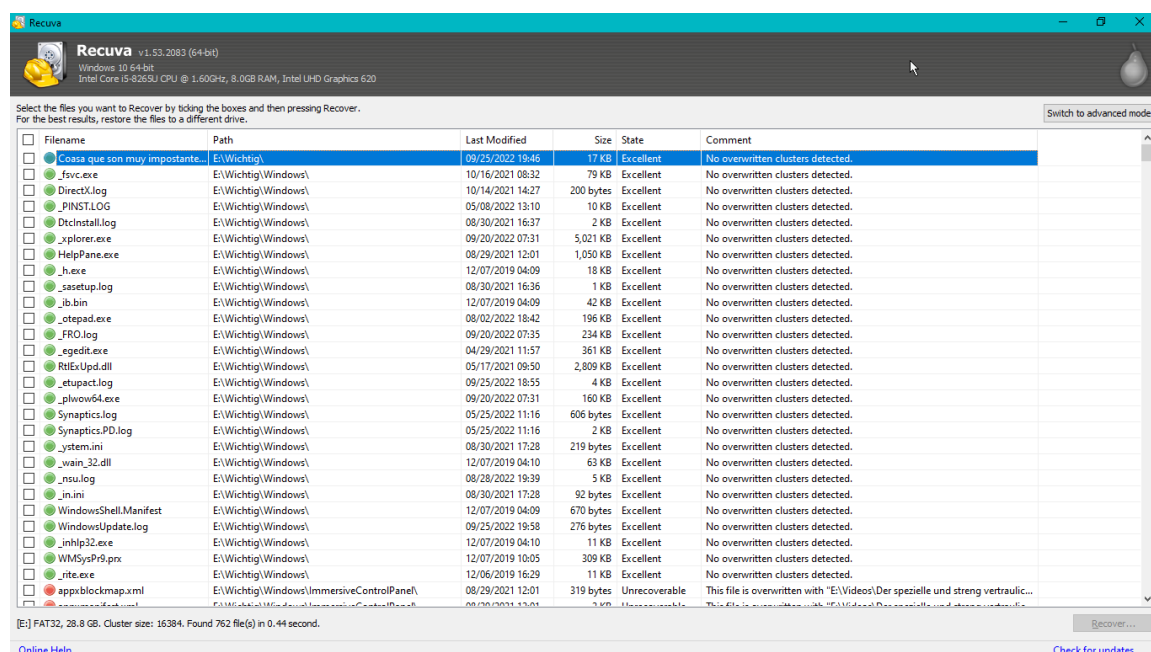 Recuva
Recuva v1.53.2083 (64-bit)
Windows 10 64-bit
Intel Core i5-8265U CPU @ 1.60GHz, 8.0GB RAM, Intel UHD Graphics 620
Select the files you want to Recover by ticking the boxes and then pressing Recover.
For the best results, restore the files to a different drive.
Switch to advanced mode
Filename Path Last Modified Size State Comment
Coasa que son muy impostante... E:\Wichtig\ 09/25/2022 19:46 17 KB Excellent No overwritten clusters detected.
_fsvc.exe E:\Wichtig\Windows\ 10/16/2021 08:32 79 KB Excellent No overwritten clusters detected.
DirectX.log E:\Wichtig\Windows\ 10/14/2021 14:27 200 bytes Excellent No overwritten clusters detected.
_PINST.LOG E:\Wichtig\Windows\ 05/08/2022 13:10 10 KB Excellent No overwritten clusters detected.
DtcInstall.log E:\Wichtig\Windows\ 08/30/2021 16:37 2 KB Excellent No overwritten clusters detected.
_xplorer.exe E:\Wichtig\Windows\ 09/20/2022 07:31 5,021 KB Excellent No overwritten clusters detected.
HelpPane.exe E:\Wichtig\Windows\ 08/29/2021 12:01 1,050 KB Excellent No overwritten clusters detected.
_h.exe E:\Wichtig\Windows\ 12/07/2019 04:09 18 KB Excellent No overwritten clusters detected.
_sasetup.log E:\Wichtig\Windows\ 08/30/2021 16:36 1 KB Excellent No overwritten clusters detected.
_ib.bin E:\Wichtig\Windows\ 12/07/2019 04:09 42 KB Excellent No overwritten clusters detected.
_otepad.exe E:\Wichtig\Windows\ 08/02/2022 18:42 196 KB Excellent No overwritten clusters detected.
_FRO.log E:\Wichtig\Windows\ 09/20/2022 07:35 234 KB Excellent No overwritten clusters detected.
_egedit.exe E:\Wichtig\Windows\ 04/29/2021 11:57 361 KB Excellent No overwritten clusters detected.
RtlExUpd.dll E:\Wichtig\Windows\ 05/17/2021 09:50 2,809 KB Excellent No overwritten clusters detected.
_etupact.log E:\Wichtig\Windows\ 09/25/2022 18:55 4 KB Excellent No overwritten clusters detected.
_plwow64.exe E:\Wichtig\Windows\ 09/20/2022 07:31 160 KB Excellent No overwritten clusters detected.
Synaptics.log E:\Wichtig\Windows\ 05/25/2022 11:16 606 bytes Excellent No overwritten clusters detected.
Synaptics.PD.log E:\Wichtig\Windows\ 05/25/2022 11:16 2 KB Excellent No overwritten clusters detected.
_ystem.ini E:\Wichtig\Windows\ 08/30/2021 17:28 219 bytes Excellent No overwritten clusters detected.
_wain_32.dll E:\Wichtig\Windows\ 12/07/2019 04:10 63 KB Excellent No overwritten clusters detected.
_nsu.log E:\Wichtig\Windows\ 08/28/2022 19:39 5 KB Excellent No overwritten clusters detected.
_in.ini E:\Wichtig\Windows\ 08/30/2021 17:28 92 bytes Excellent No overwritten clusters detected.
WindowsShell.Manifest E:\Wichtig\Windows\ 12/07/2019 04:09 670 bytes Excellent No overwritten clusters detected.
WindowsUpdate.log E:\Wichtig\Windows\ 09/25/2022 19:58 276 bytes Excellent No overwritten clusters detected.
_inhlp32.exe E:\Wichtig\Windows\ 12/07/2019 04:10 11 KB Excellent No overwritten clusters detected.
WMSysPr9.prx E:\Wichtig\Windows\ 12/07/2019 10:05 309 KB Excellent No overwritten clusters detected.
_rite.exe E:\Wichtig\Windows\ 12/06/2019 16:29 11 KB Excellent No overwritten clusters detected.
appxblockmap.xml E:\Wichtig\Windows\ImmersiveControlPanel\ 08/29/2021 12:01 319 bytes Unrecoverable This file is overwritten with "E:\Videos\Der spezielle und streng vertraulic...
[E:] FAT32, 28.8 GB. Cluster size: 16384. Found 762 file(s) in 0.44 second.
Recover...
Online Help
Check for updates